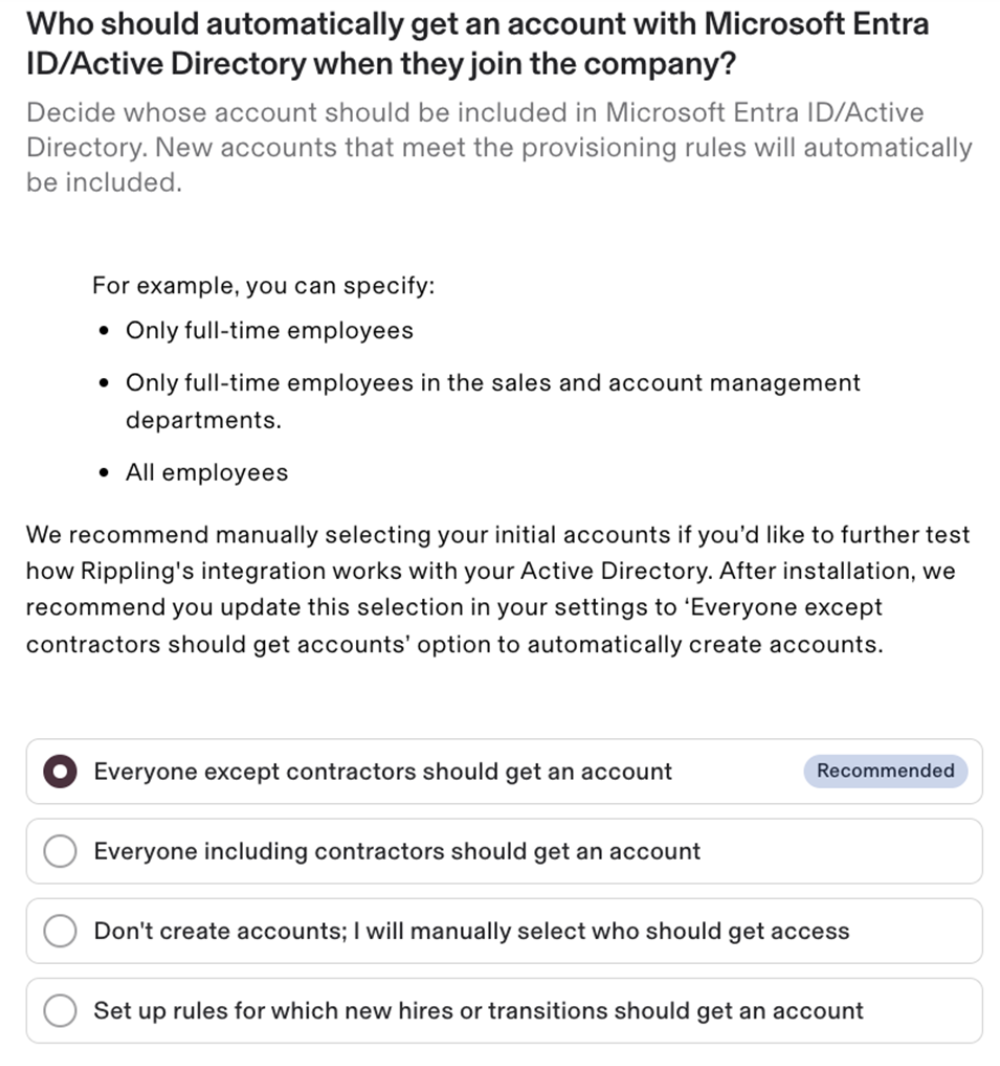 Who should automatically get an account with Microsoft Entra
ID/Active Directory when they join the company?
Decide whose account should be included in Microsoft Entra ID/Active
Directory. New accounts that meet the provisioning rules will automatically
be included.
For example, you can specify:
• Only full-time employees
• Only full-time employees in the sales and account management
departments.
• All employees
We recommend manually selecting your initial accounts if you’d like to further test
how Rippling's integration works with your Active Directory. After installation, we
recommend you update this selection in your settings to ‘Everyone except
contractors should get accounts' option to automatically create accounts.
Everyone except contractors should get an account Recommended
Everyone including contractors should get an account
Don't create accounts; I will manually select who should get access
Set up rules for which new hires or transitions should get an account